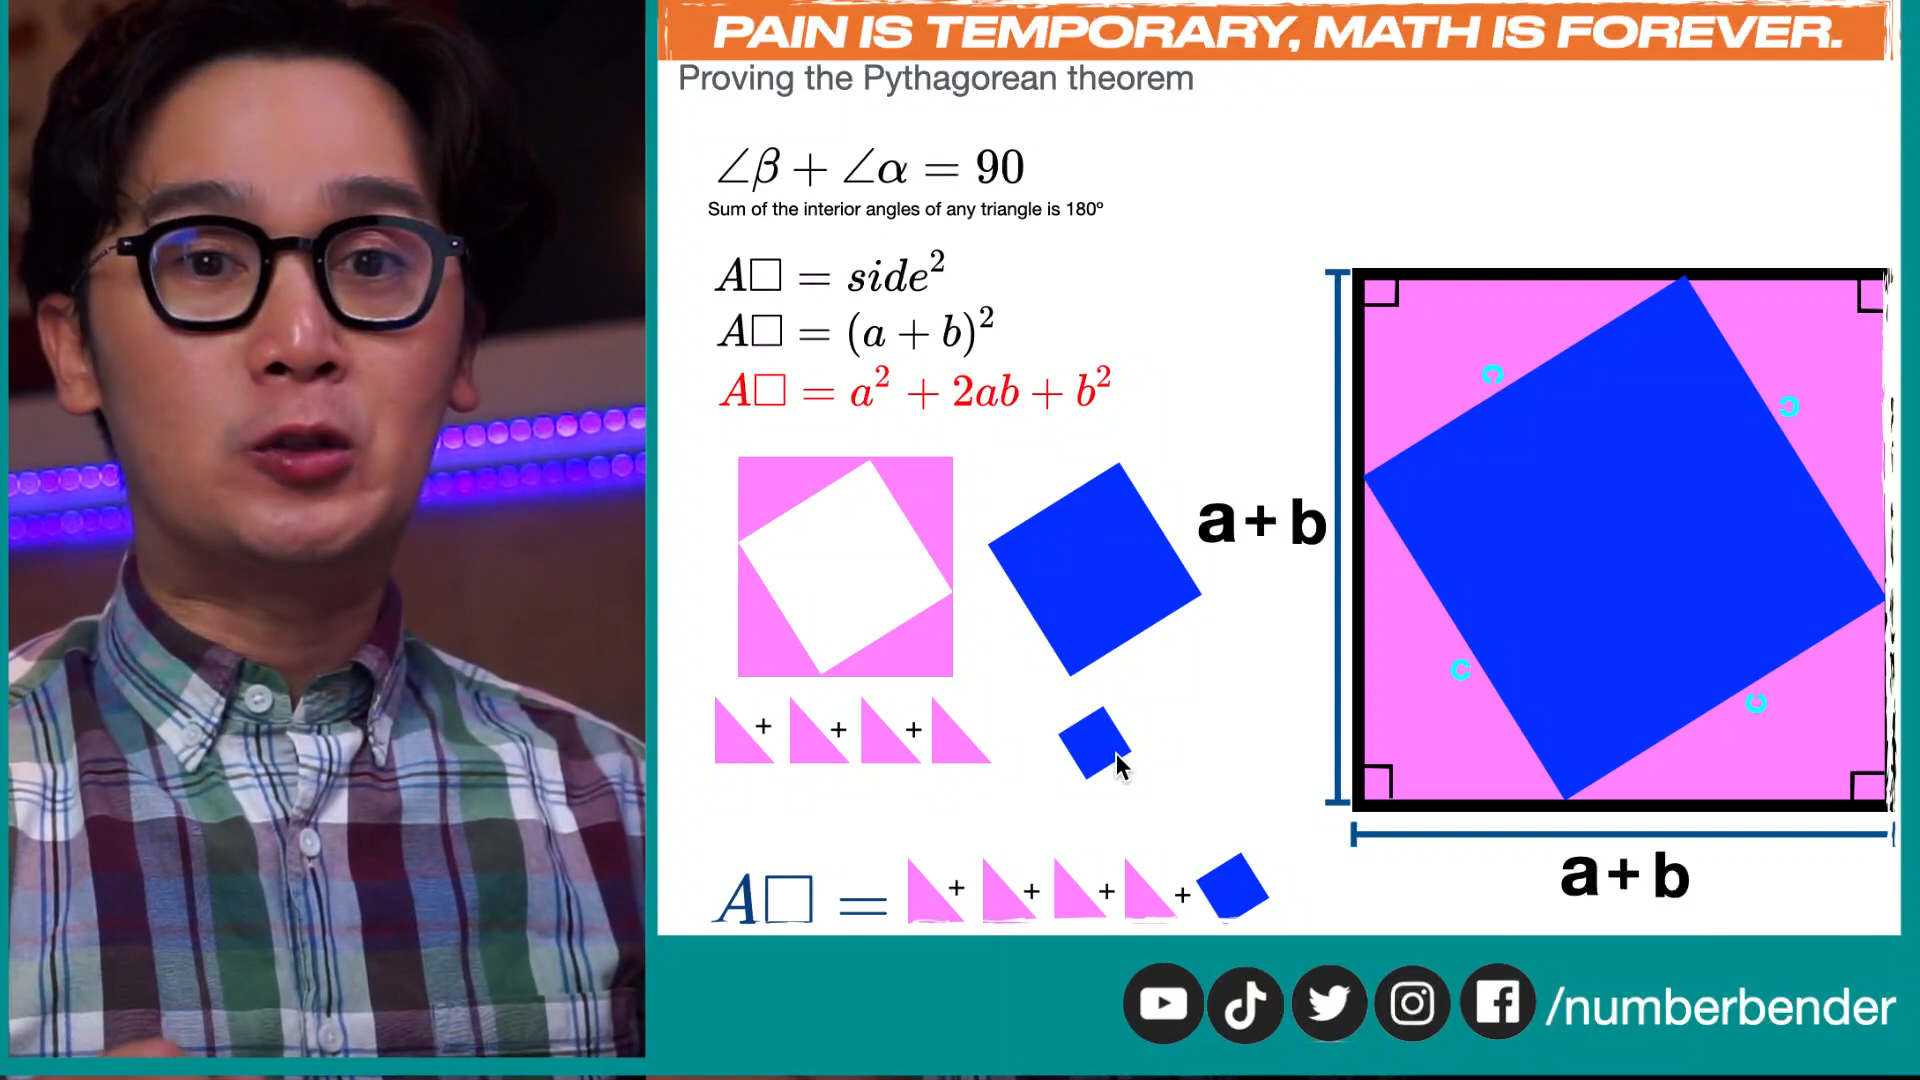 PAIN IS TEMPORARY, MATH IS FOREVER.
Proving the Pythagorean theorem
∠β + ∠α = 90
Sum of the interior angles of any triangle is 180º
A□ = side²
A□ = (a + b)²
A□ = a² + 2ab + b²
c
c
a+b
c
c
+ + +
a+b
A□ = + + + +
/numberbender